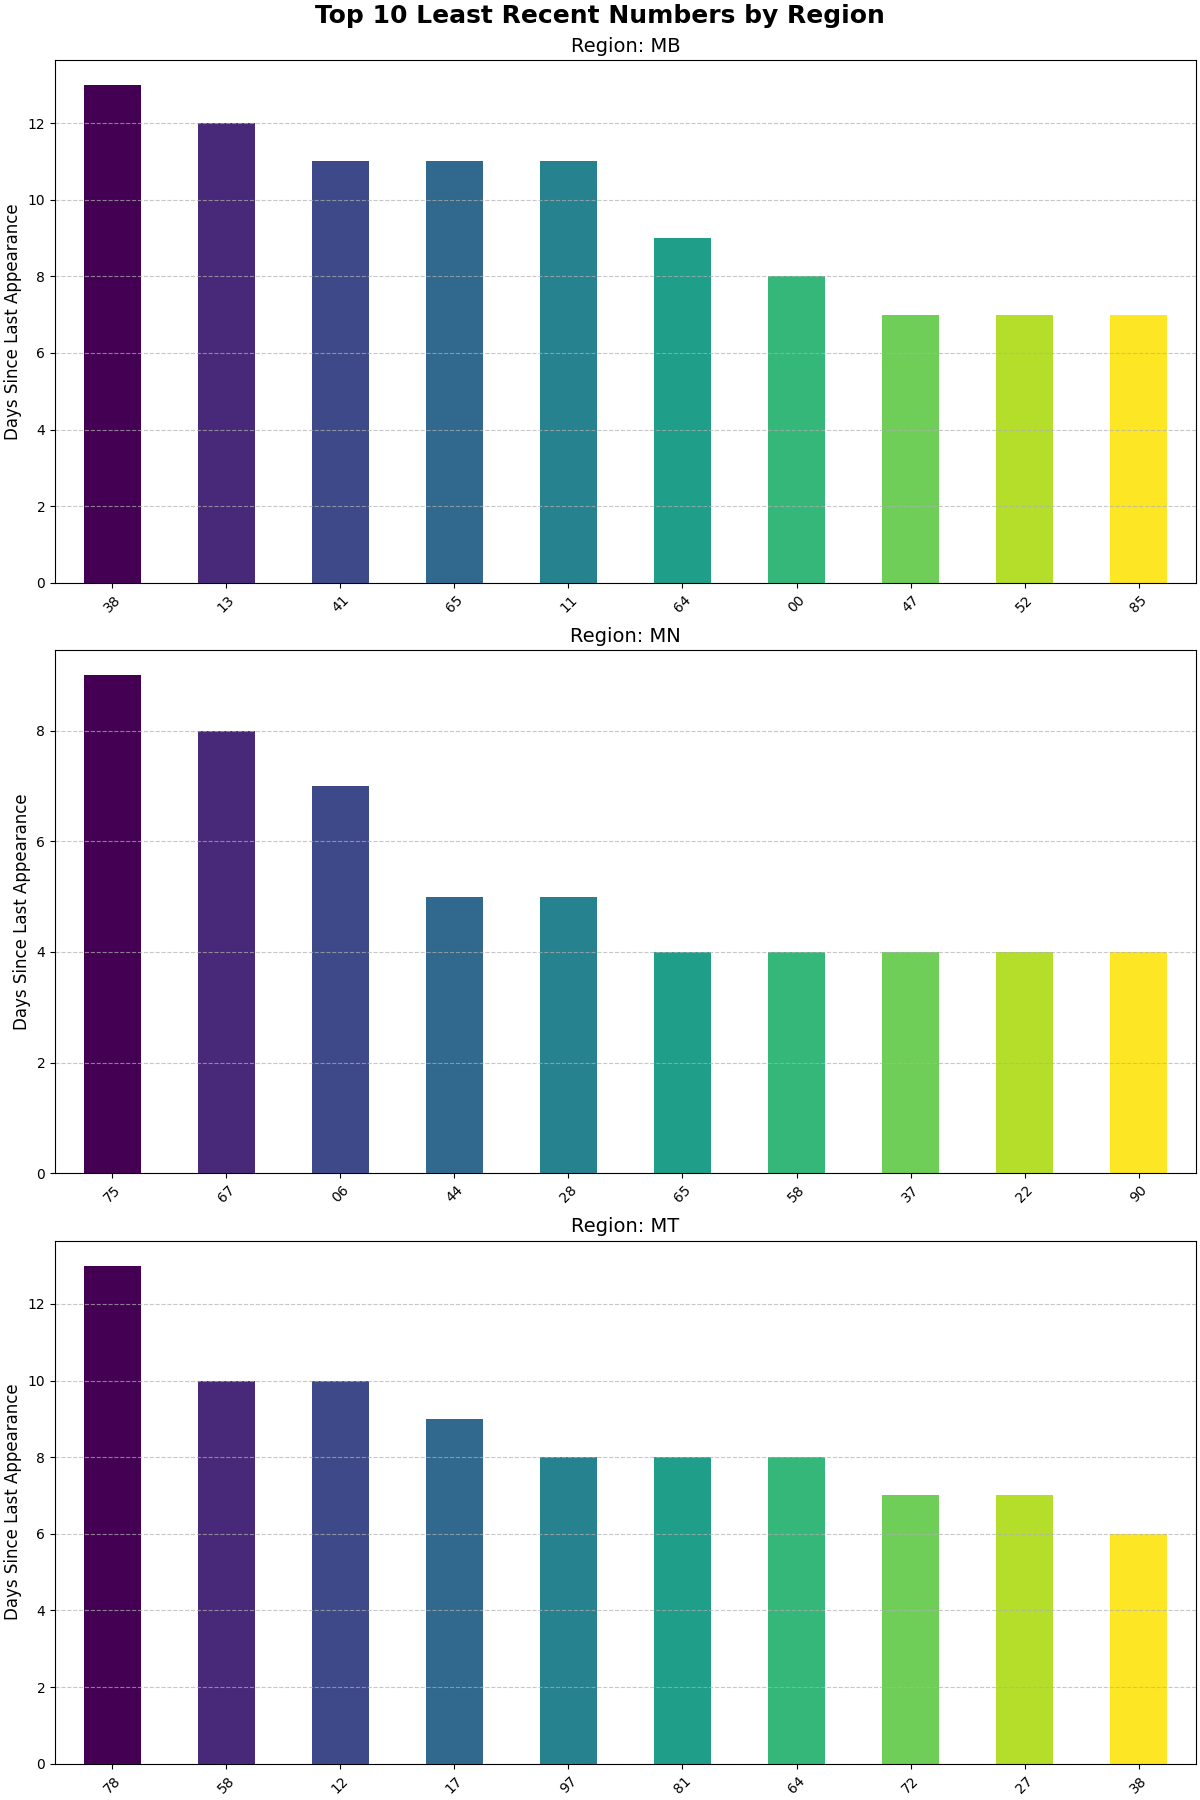 Top 10 Least Recent Numbers by Region
Region: MB
Days Since Last Appearance
12
10
8
6
4
2
0
38 13 41 65 11 64 00 47 52 85
Region: MN
Days Since Last Appearance
8
6
4
2
0
75 67 06 44 28 65 58 37 22 90
Region: MT
Days Since Last Appearance
12
10
8
6
4
2
0
78 58 12 17 97 81 64 72 27 38